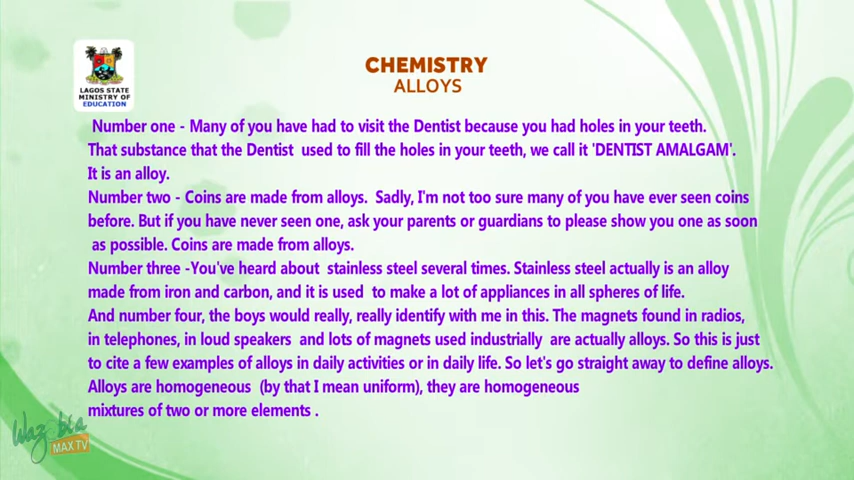 LAGOS STATE
MINISTRY OF
EDUCATION
CHEMISTRY
ALLOYS
Number one - Many of you have had to visit the Dentist because you had holes in your teeth.
That substance that the Dentist used to fill the holes in your teeth, we call it 'DENTIST AMALGAM'.
It is an alloy.
Number two - Coins are made from alloys. Sadly, I'm not too sure many of you have ever seen coins
before. But if you have never seen one, ask your parents or guardians to please show you one as soon
as possible. Coins are made from alloys.
Number three -You've heard about stainless steel several times. Stainless steel actually is an alloy
made from iron and carbon, and it is used to make a lot of appliances in all spheres of life.
And number four, the boys would really, really identify with me in this. The magnets found in radios,
in telephones, in loud speakers and lots of magnets used industrially are actually alloys. So this is just
to cite a few examples of alloys in daily activities or in daily life. So let's go straight away to define alloys.
Alloys are homogeneous (by that I mean uniform), they are homogeneous
mixtures of two or more elements .
Wazobia
MAX TV